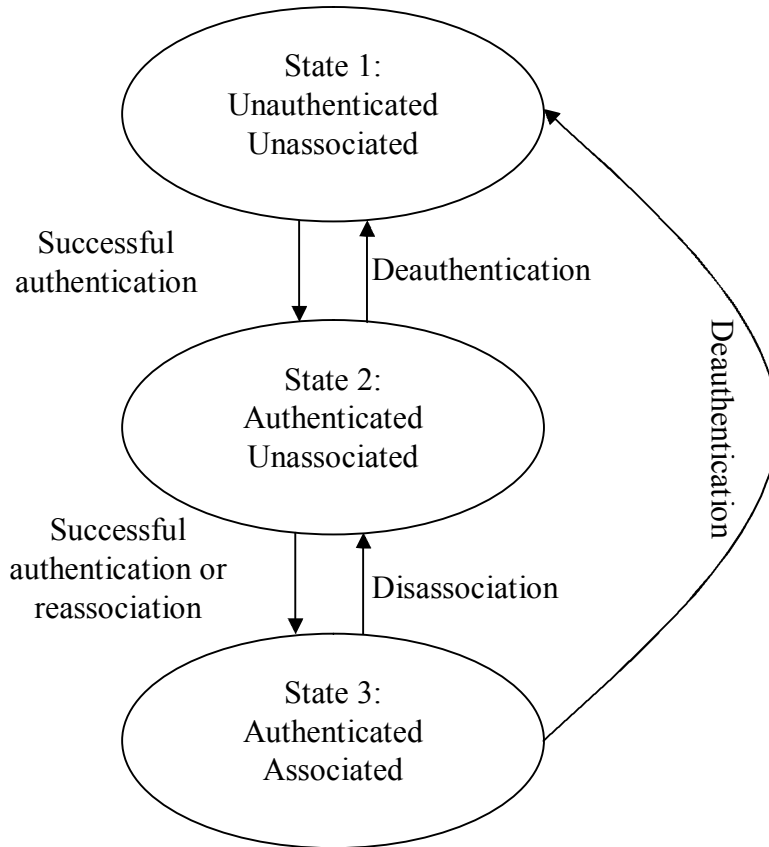 State 1:
Unauthenticated
Unassociated
Successful
authentication
Deauthentication
State 2:
Authenticated
Unassociated
Deauthentication
Successful
authentication or
reassociation
Disassociation
State 3:
Authenticated
Associated